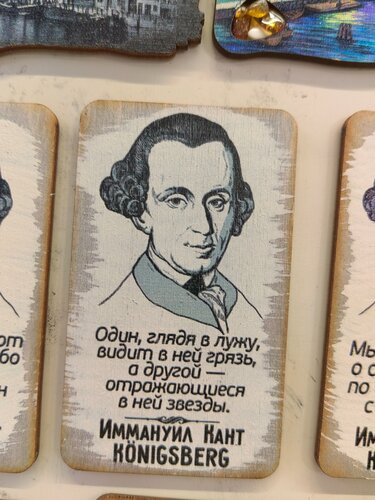 Один, глядя в лужу,
видит в ней грязь,
а другой —
отражающиеся
в ней звезды.
Иммануил Кант
Königsberg